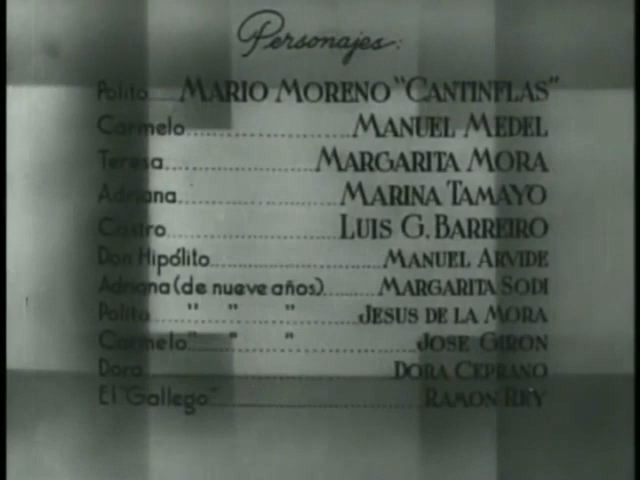 Personajes:
Polito.....MARIO MORENO "CANTINFLAS"
Carmelo......................MANUEL MEDEL
Teresa.....................MARGARITA MORA
Adriana.......................MARINA TAMAYO
Castro........................LUIS G. BARREIRO
Don Hipólito........................MANUEL ARVIDE
Adriana (de nueve años)........MARGARITA SODI
Polito " " " ..........JESUS DE LA MORA
Carmelo" " " ..................JOSE GIRON
Dora..................................DORA CEPRANO
El "Gallego"............................RAMON REY